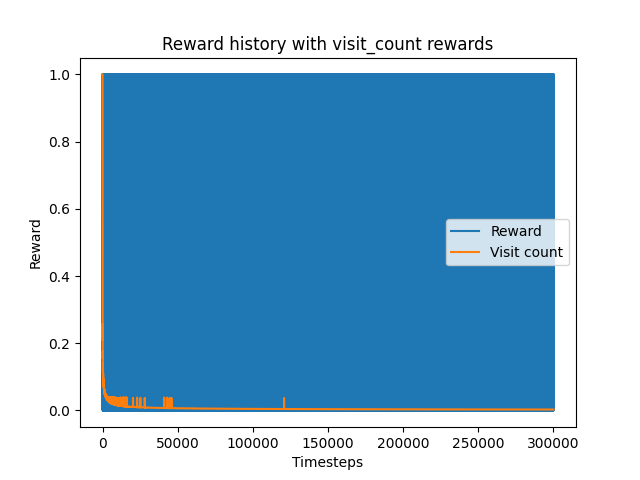 Reward history with visit_count rewards
Reward
1.0
0.8
0.6
0.4
0.2
0.0
Reward
Visit count
0
50000
100000
150000
200000
250000
300000
Timesteps